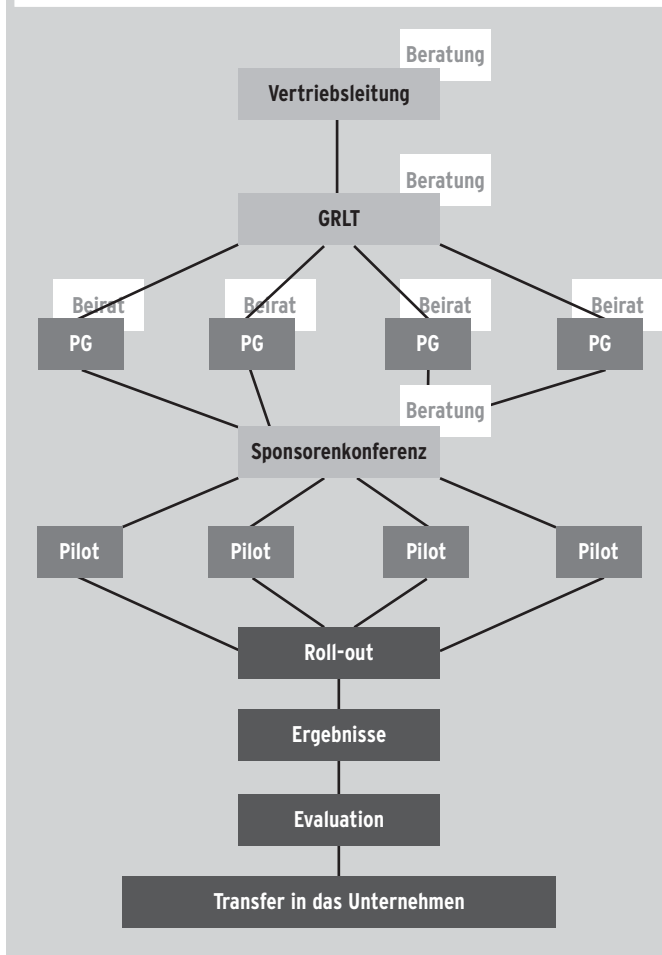 Beratung
Vertriebsleitung
Beratung
GRLT
Beirat Beirat Beirat Beirat
PG PG PG PG
Beratung
Sponsorenkonferenz
Pilot Pilot Pilot Pilot
Roll-out
Ergebnisse
Evaluation
Transfer in das Unternehmen